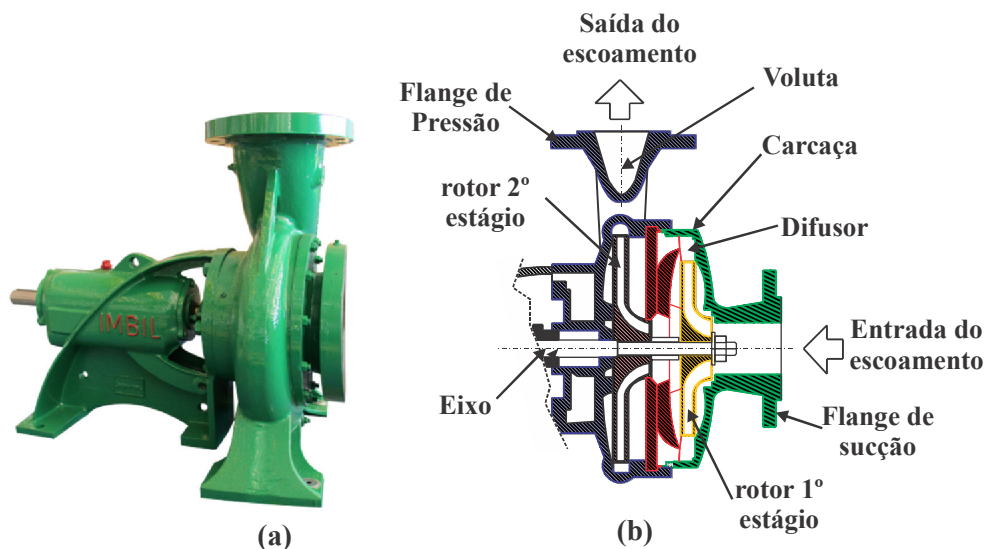 Saída do
escoamento
Voluta
Flange de
Pressão
Carcaça
rotor 2º
estágio
Difusor
IMBIL
Entrada do
escoamento
Eixo
Flange de
sucção
rotor 1º
estágio
(a)
(b)